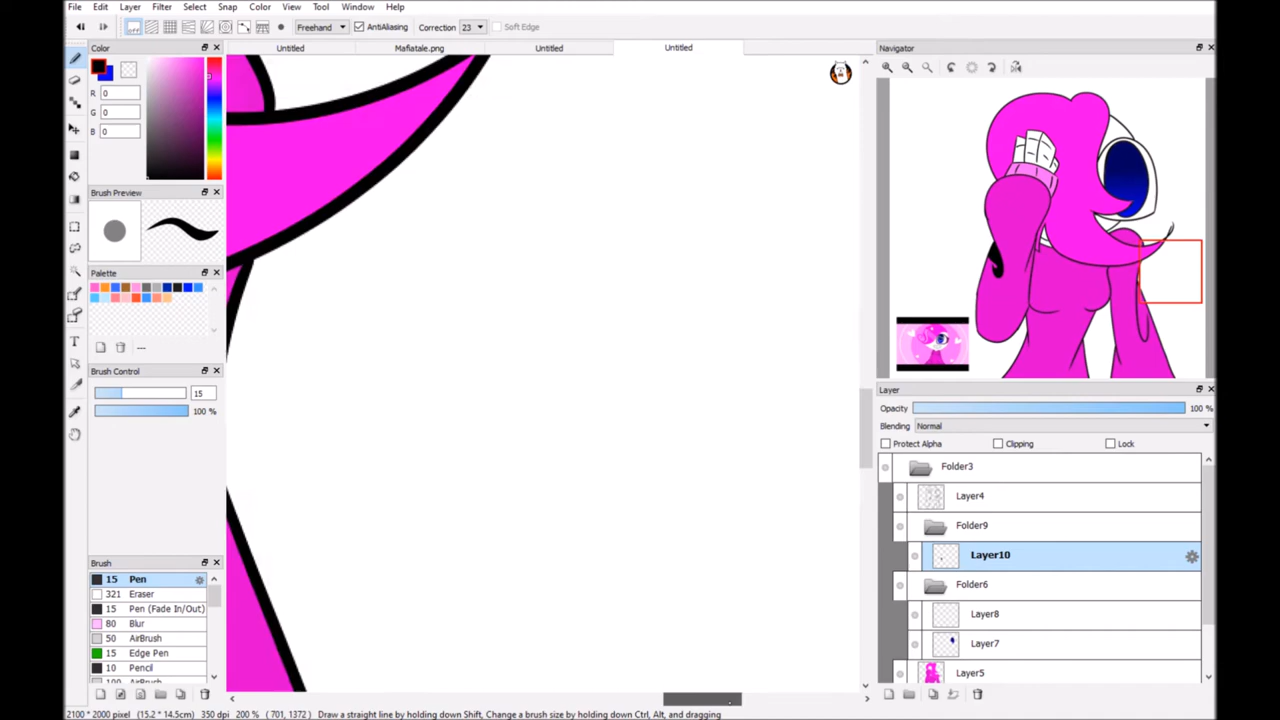 File Edit Layer Filter Select Snap Color View Tool Window Help
off Freehand AntiAliasing Correction 23 Soft Edge
Color
Untitled Mafiatale.png Untitled Untitled
Navigator
R 0
G 0
B 0
Brush Preview
Palette
---
Brush Control
15
100 %
Layer
Opacity 100 %
Blending Normal
Protect Alpha Clipping Lock
Folder3
Layer4
Folder9
Layer10
Folder6
Layer8
Layer7
Layer5
Brush
15 Pen
321 Eraser
15 Pen (Fade In/Out)
80 Blur
50 AirBrush
15 Edge Pen
10 Pencil
100 AirBrush
2100 * 2000 pixel (15.2 * 14.5cm) 350 dpi 200 % ( 701, 1372 ) Draw a straight line by holding down Shift, Change a brush size by holding down Ctrl, Alt, and dragging